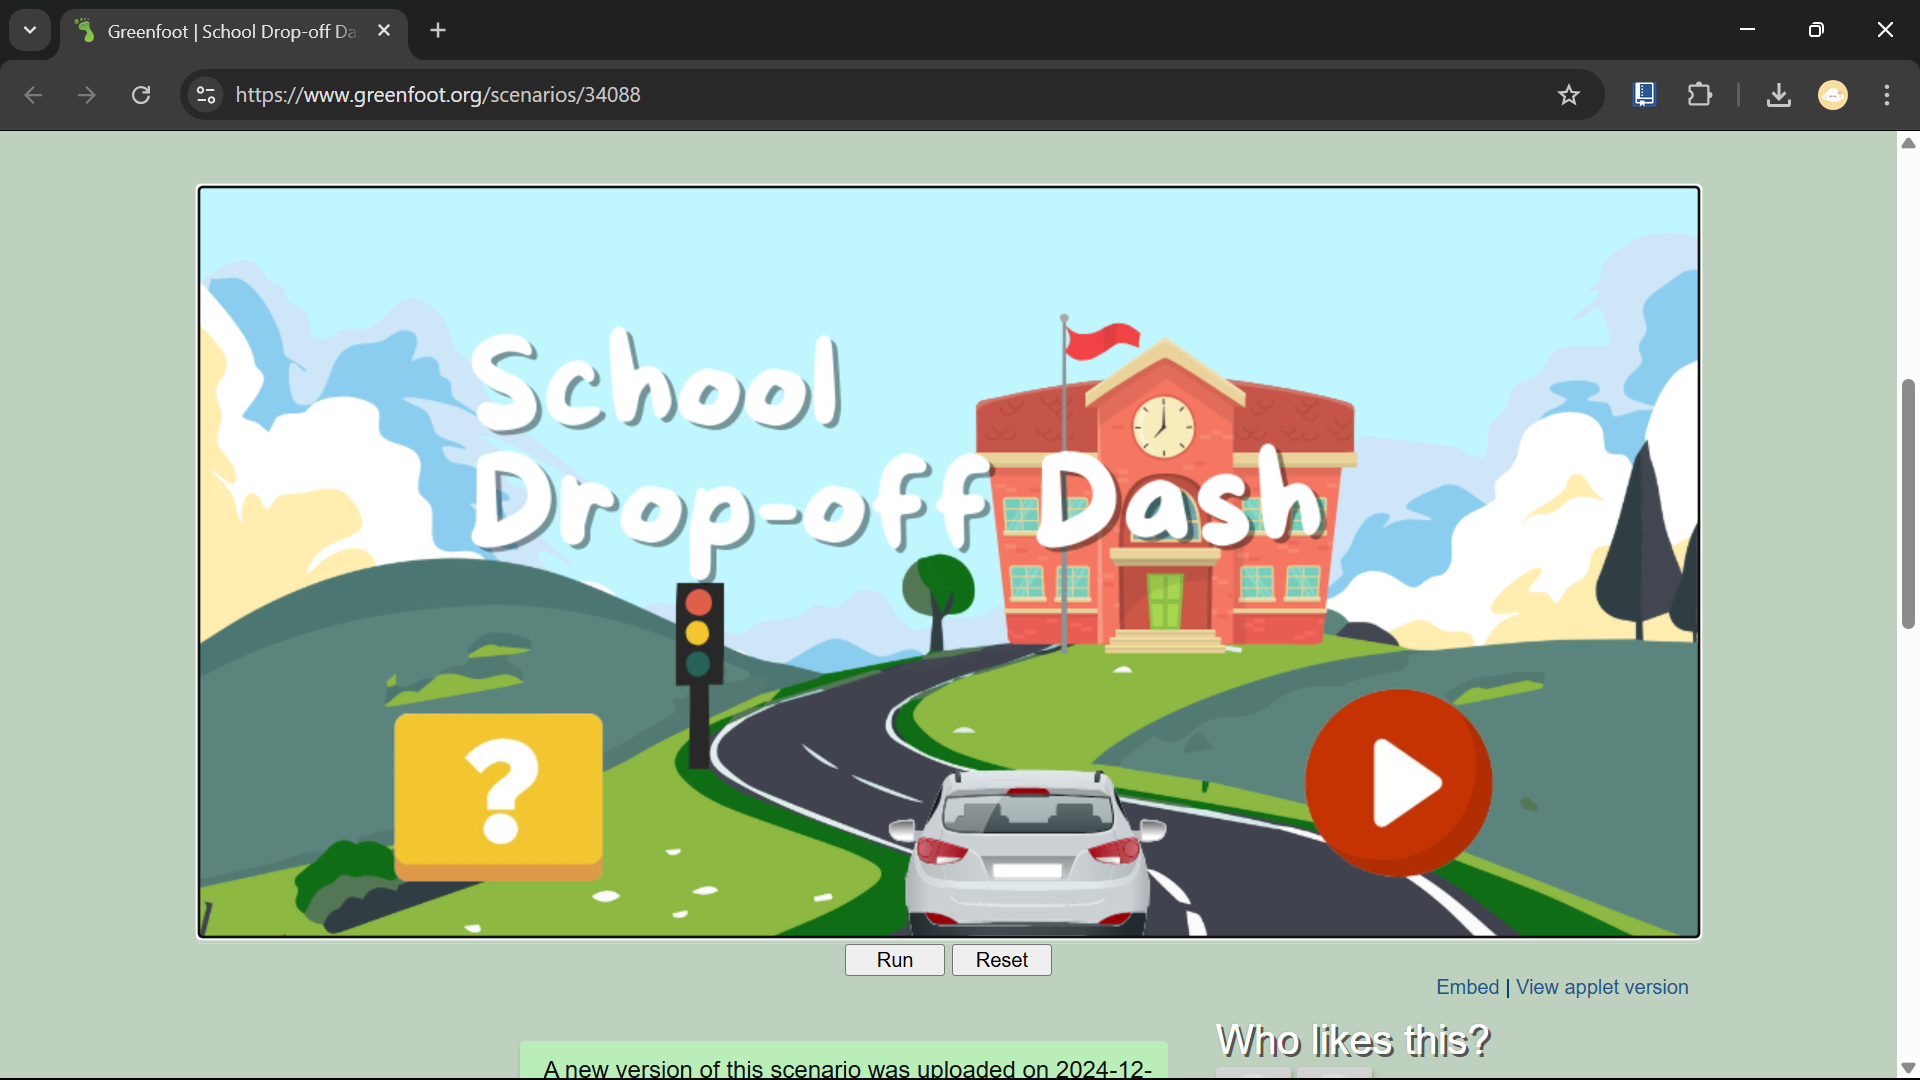 Greenfoot | School Drop-off Da
https://www.greenfoot.org/scenarios/34088
School
Drop-off Dash
?
Run
Reset
Embed | View applet version
Who likes this?
A new version of this scenario was uploaded on 2024-12-